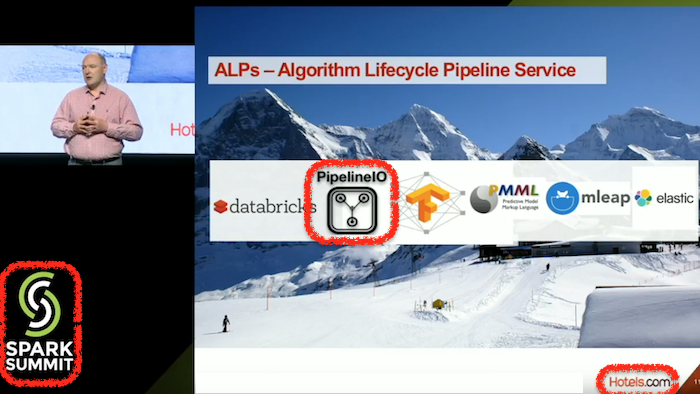 ALPs – Algorithm Lifecycle Pipeline Service
Hot
databricks
PipelineIO
PMML
Predictive Model
Markup Language
mleap
elastic
SPARK
SUMMIT
Hotels.com